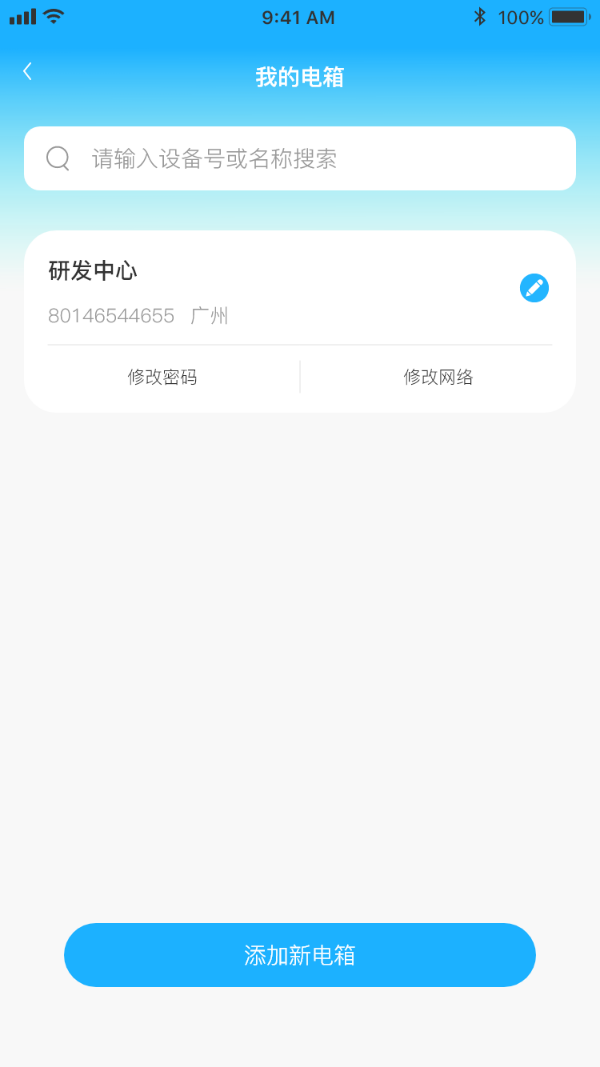 9:41 AM 100%
我的电箱
请输入设备号或名称搜索
研发中心
80146544655 广州
修改密码 修改网络
添加新电箱